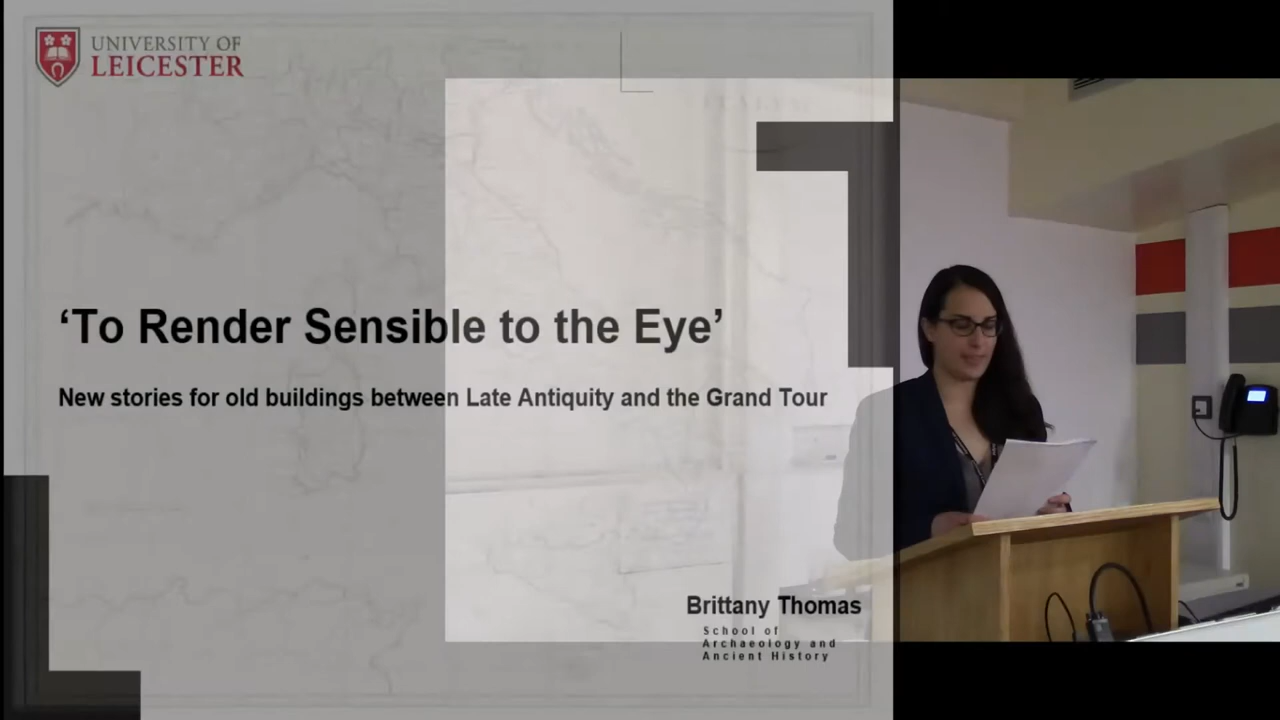 UNIVERSITY OF
LEICESTER
‘To Render Sensible to the Eye’
New stories for old buildings between Late Antiquity and the Grand Tour
Brittany Thomas
School of
Archaeology and
Ancient History